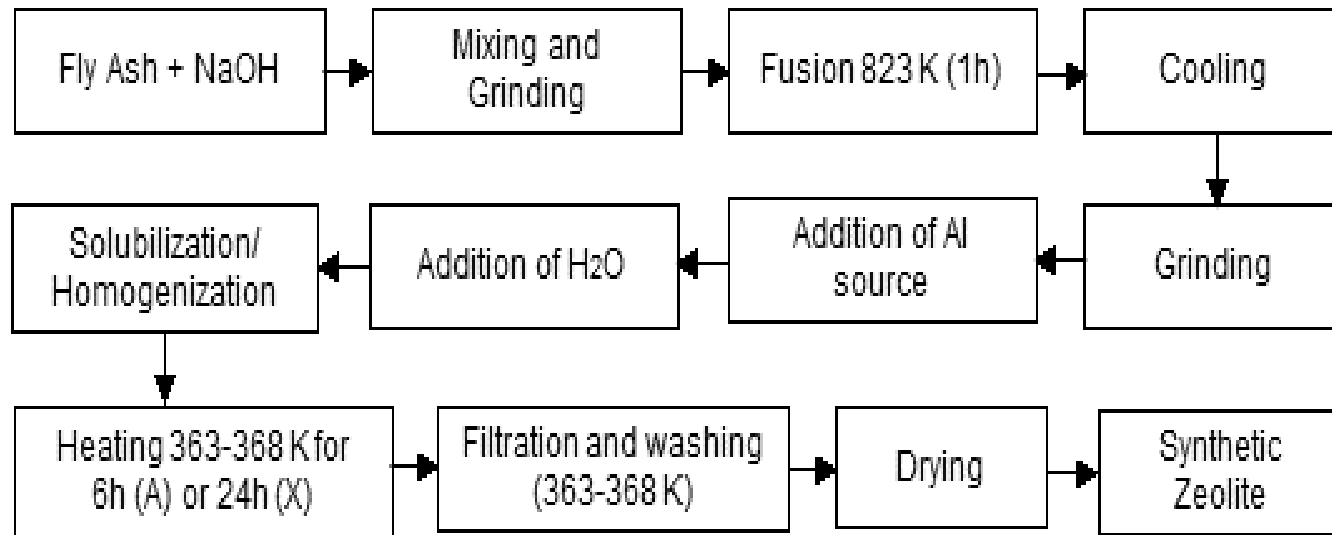 Fly Ash + NaOH
Mixing and
Grinding
Fusion 823 K (1h)
Cooling
Grinding
Addition of Al
source
Addition of H₂O
Solubilization/
Homogenization
Heating 363-368 K for
6h (A) or 24h (X)
Filtration and washing
(363-368 K)
Drying
Synthetic
Zeolite